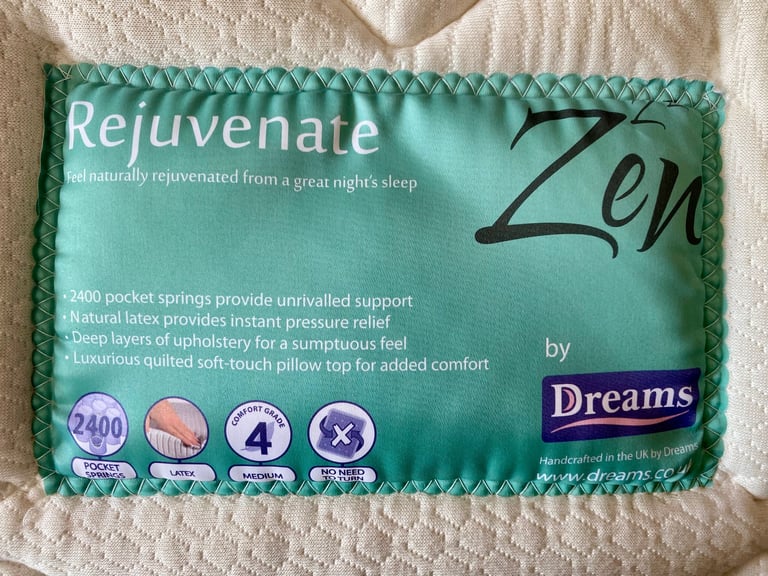 Rejuvenate
Feel naturally rejuvenated from a great night's sleep
Zen
• 2400 pocket springs provide unrivalled support
• Natural latex provides instant pressure relief
• Deep layers of upholstery for a sumptuous feel
• Luxurious quilted soft-touch pillow top for added comfort
by
Dreams
Handcrafted in the UK by Dreams
www.dreams.co.uk
2400
POCKET
SPRINGS
LATEX
COMFORT GRADE
4
MEDIUM
NO NEED
TO TURN